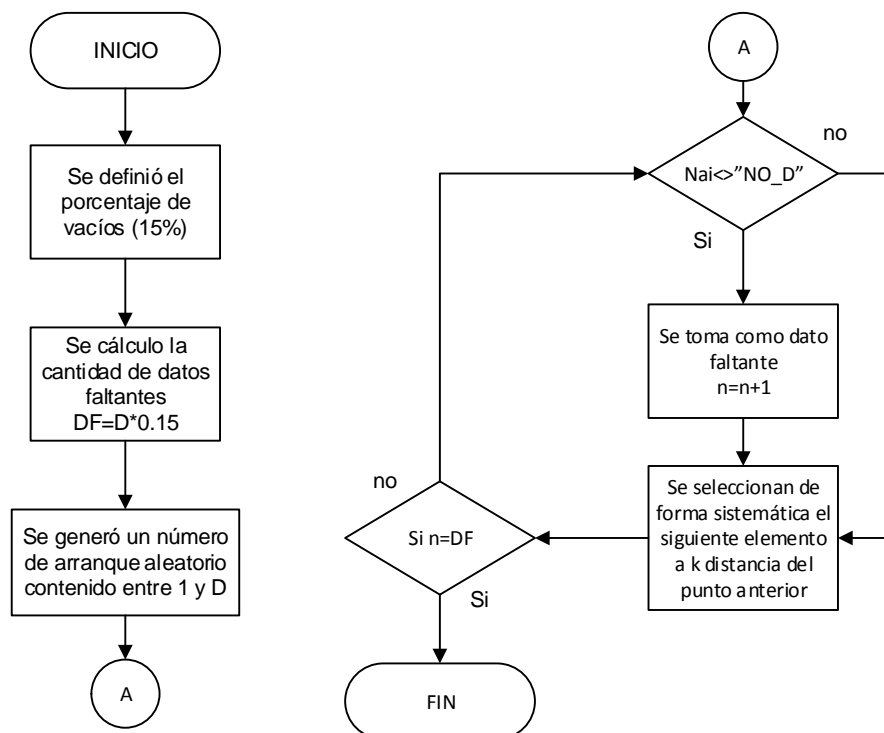 INICIO
Se definió el
porcentaje de
vacíos (15%)
Se cálculo la
cantidad de datos
faltantes
DF=D*0.15
Se generó un número
de arranque aleatorio
contenido entre 1 y D
A
A
Nai<>”NO_D”
no
Si
Se toma como dato
faltante
n=n+1
Se seleccionan de
forma sistemática el
siguiente elemento
a k distancia del
punto anterior
no
Si n=DF
Si
FIN